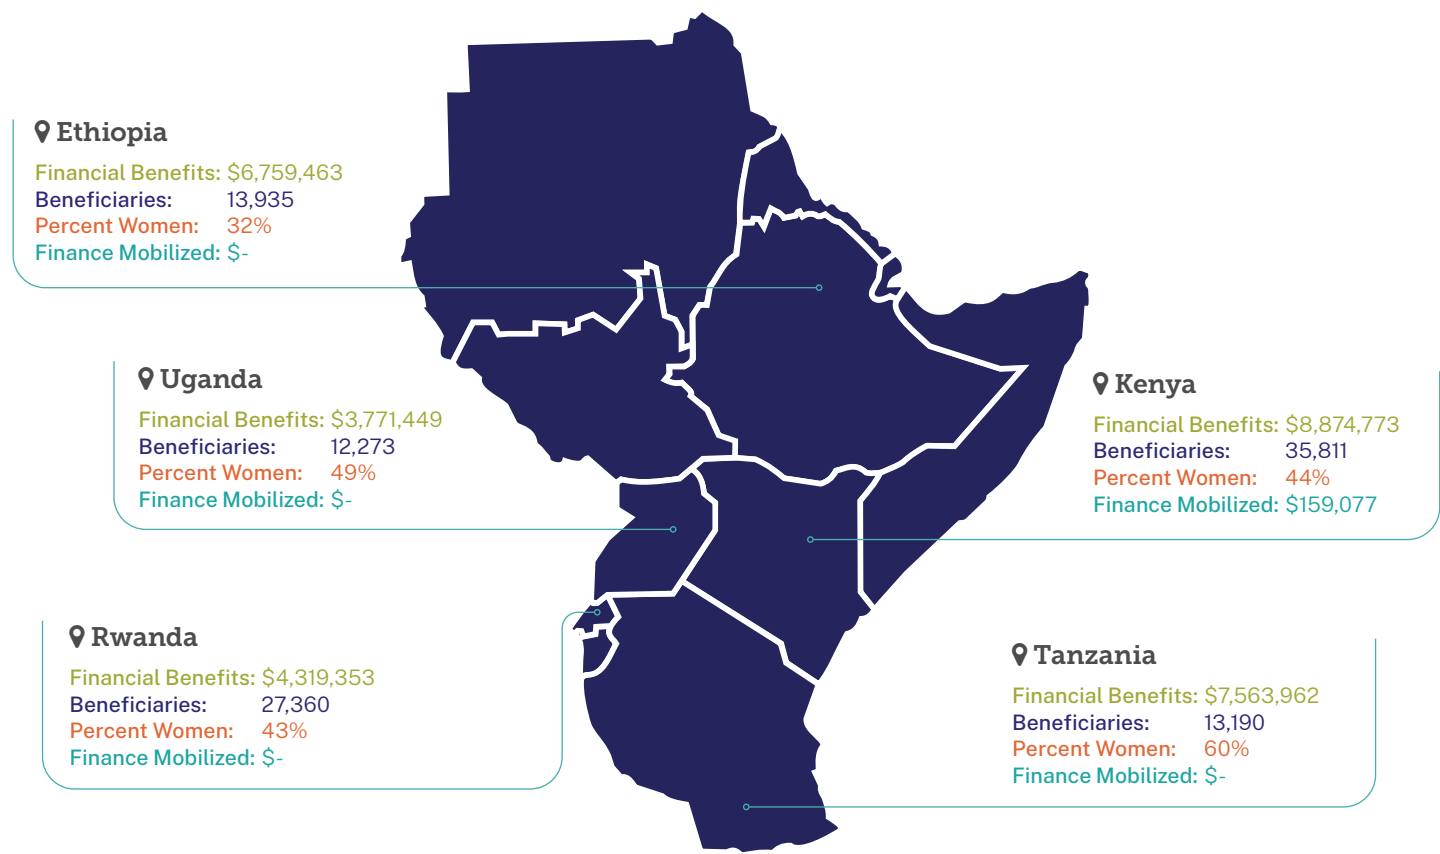 Ethiopia
Financial Benefits: $6,759,463
Beneficiaries: 13,935
Percent Women: 32%
Finance Mobilized: $-
Uganda
Financial Benefits: $3,771,449
Beneficiaries: 12,273
Percent Women: 49%
Finance Mobilized: $-
Kenya
Financial Benefits: $8,874,773
Beneficiaries: 35,811
Percent Women: 44%
Finance Mobilized: $159,077
Rwanda
Financial Benefits: $4,319,353
Beneficiaries: 27,360
Percent Women: 43%
Finance Mobilized: $-
Tanzania
Financial Benefits: $7,563,962
Beneficiaries: 13,190
Percent Women: 60%
Finance Mobilized: $-